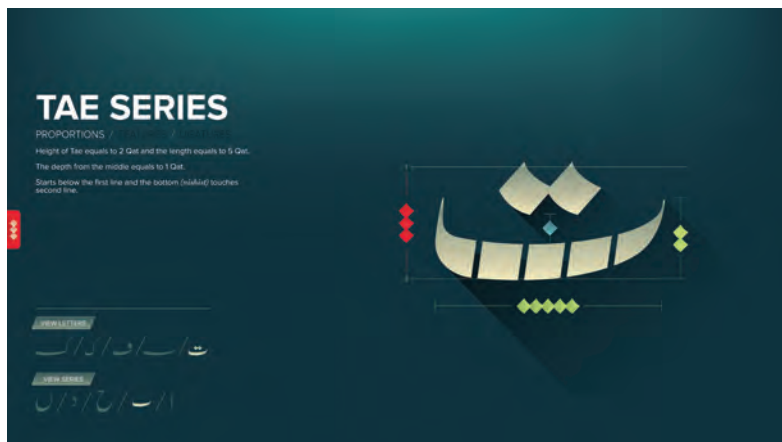 TAE SERIES
PROPORTIONS / FEATURES /
Height of Tae equals to 2 Qat and the length equals to 5 Qat.
The depth from the middle equals to 1 Qat.
Starts below the first line and the bottom (nishist) touches
second line.
ت
VIEW LETTERS
ت
VIEW SERIES
ا / ب / ح / د / ں